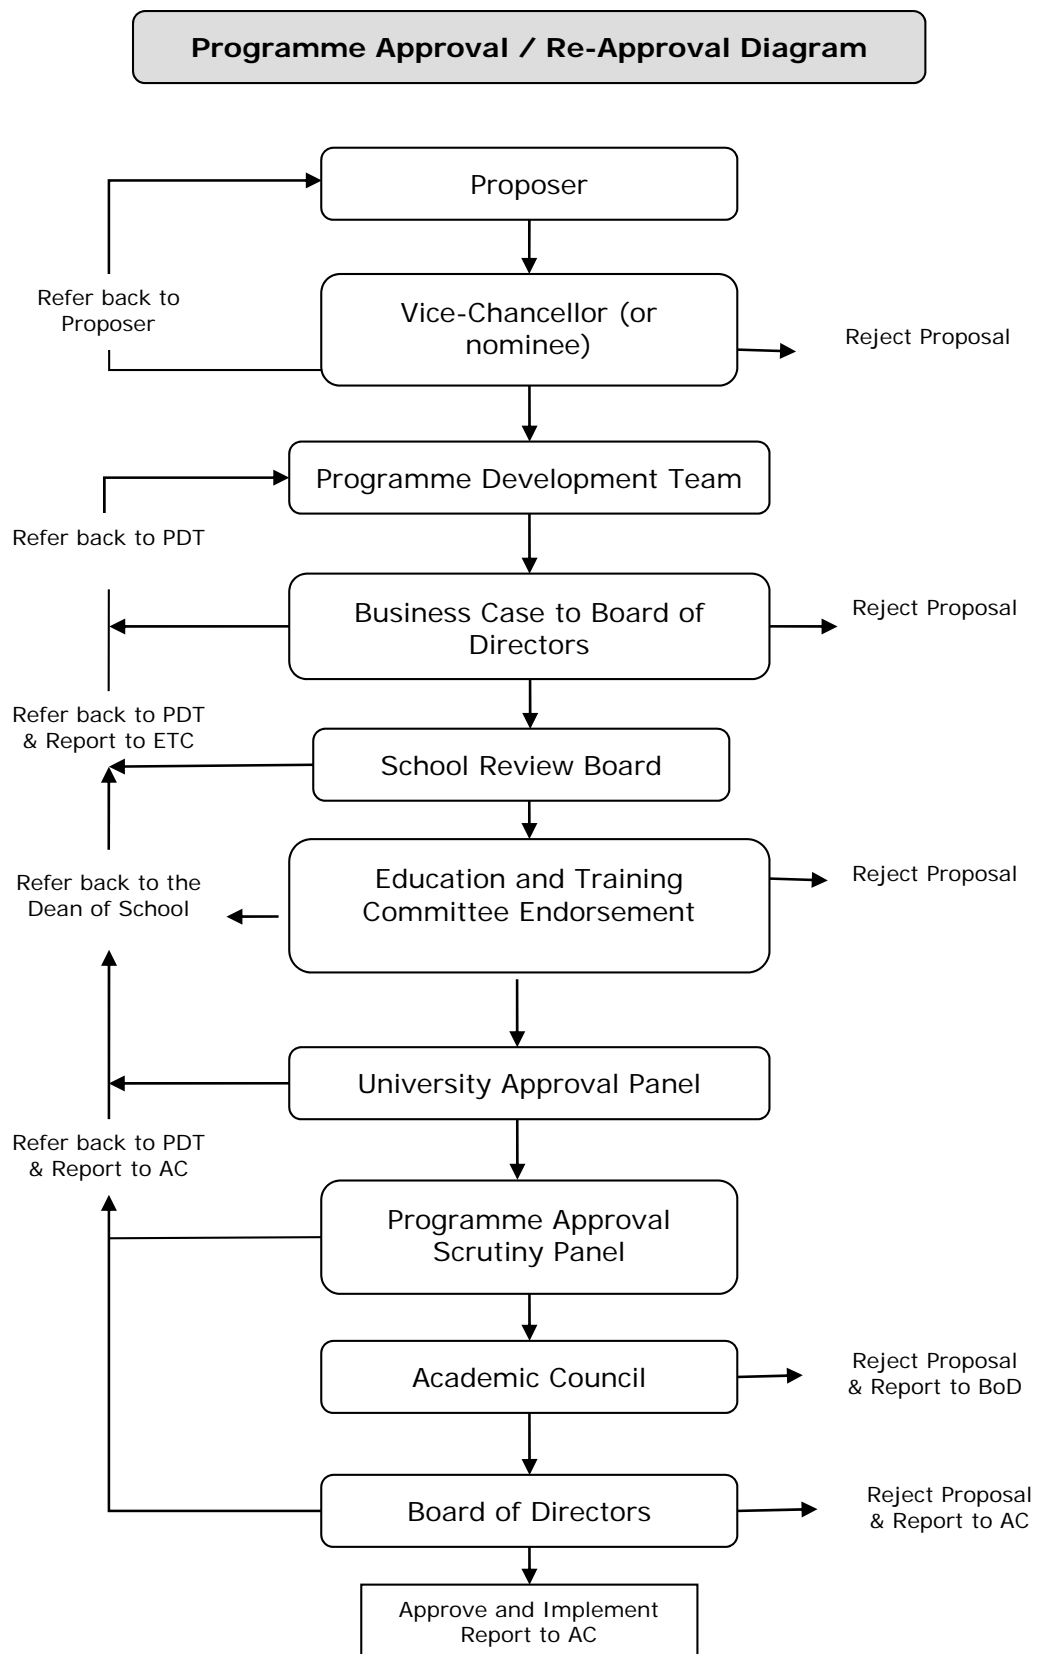 Programme Approval / Re-Approval Diagram
Proposer
Refer back to
Proposer
Vice-Chancellor (or
nominee)
Reject Proposal
Programme Development Team
Refer back to PDT
Business Case to Board of
Directors
Reject Proposal
Refer back to PDT
& Report to ETC
School Review Board
Refer back to the
Dean of School
Education and Training
Committee Endorsement
Reject Proposal
University Approval Panel
Refer back to PDT
& Report to AC
Programme Approval
Scrutiny Panel
Academic Council
Reject Proposal
& Report to BoD
Board of Directors
Reject Proposal
& Report to AC
Approve and Implement
Report to AC